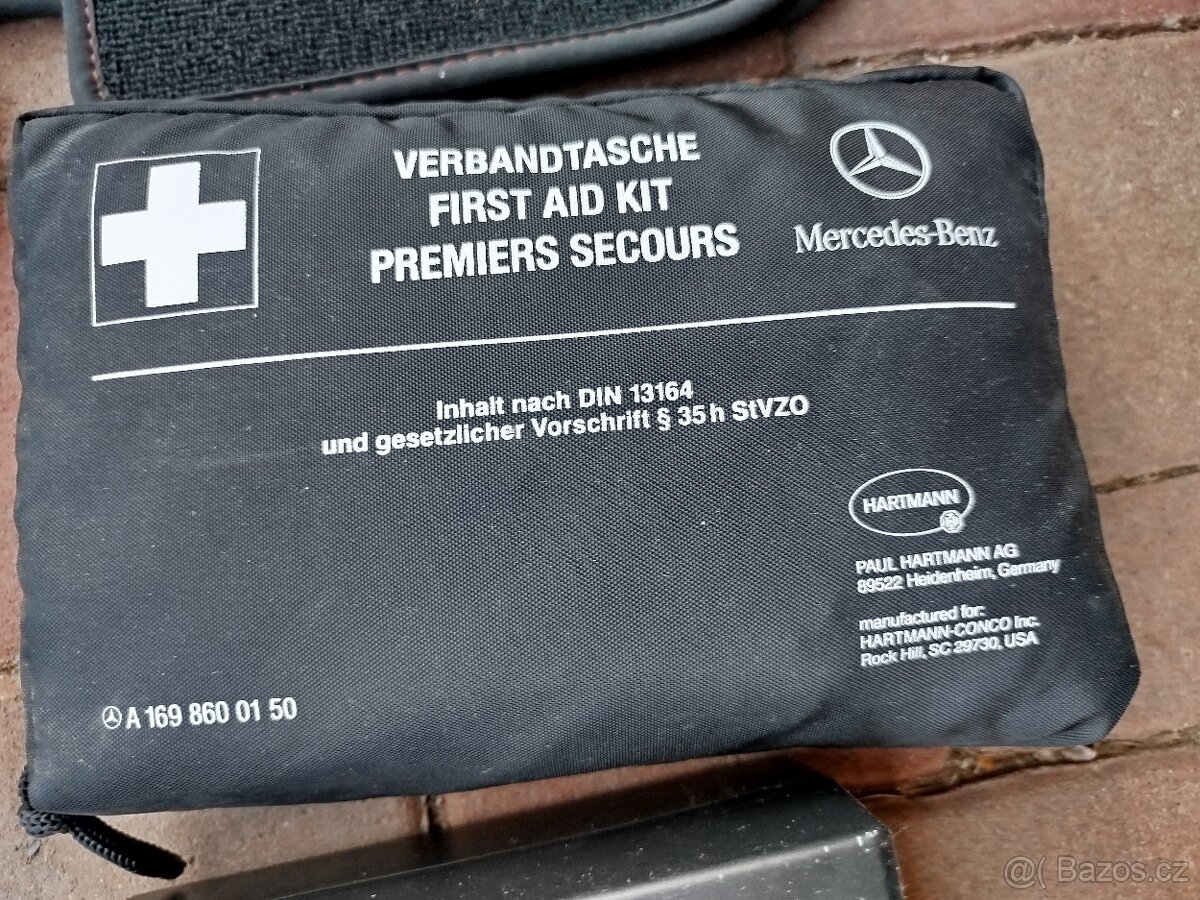 VERBANDTASCHE
FIRST AID KIT
PREMIERS SECOURS
Mercedes-Benz
Inhalt nach DIN 13164
und gesetzlicher Vorschrift § 35h StVZO
HARTMANN
PAUL HARTMANN AG
89522 Heidenheim, Germany
manufactured for:
HARTMANN-CONCO Inc.
Rock Hill, SC 29730, USA
A 169 860 01 50
@( Bazos.cz